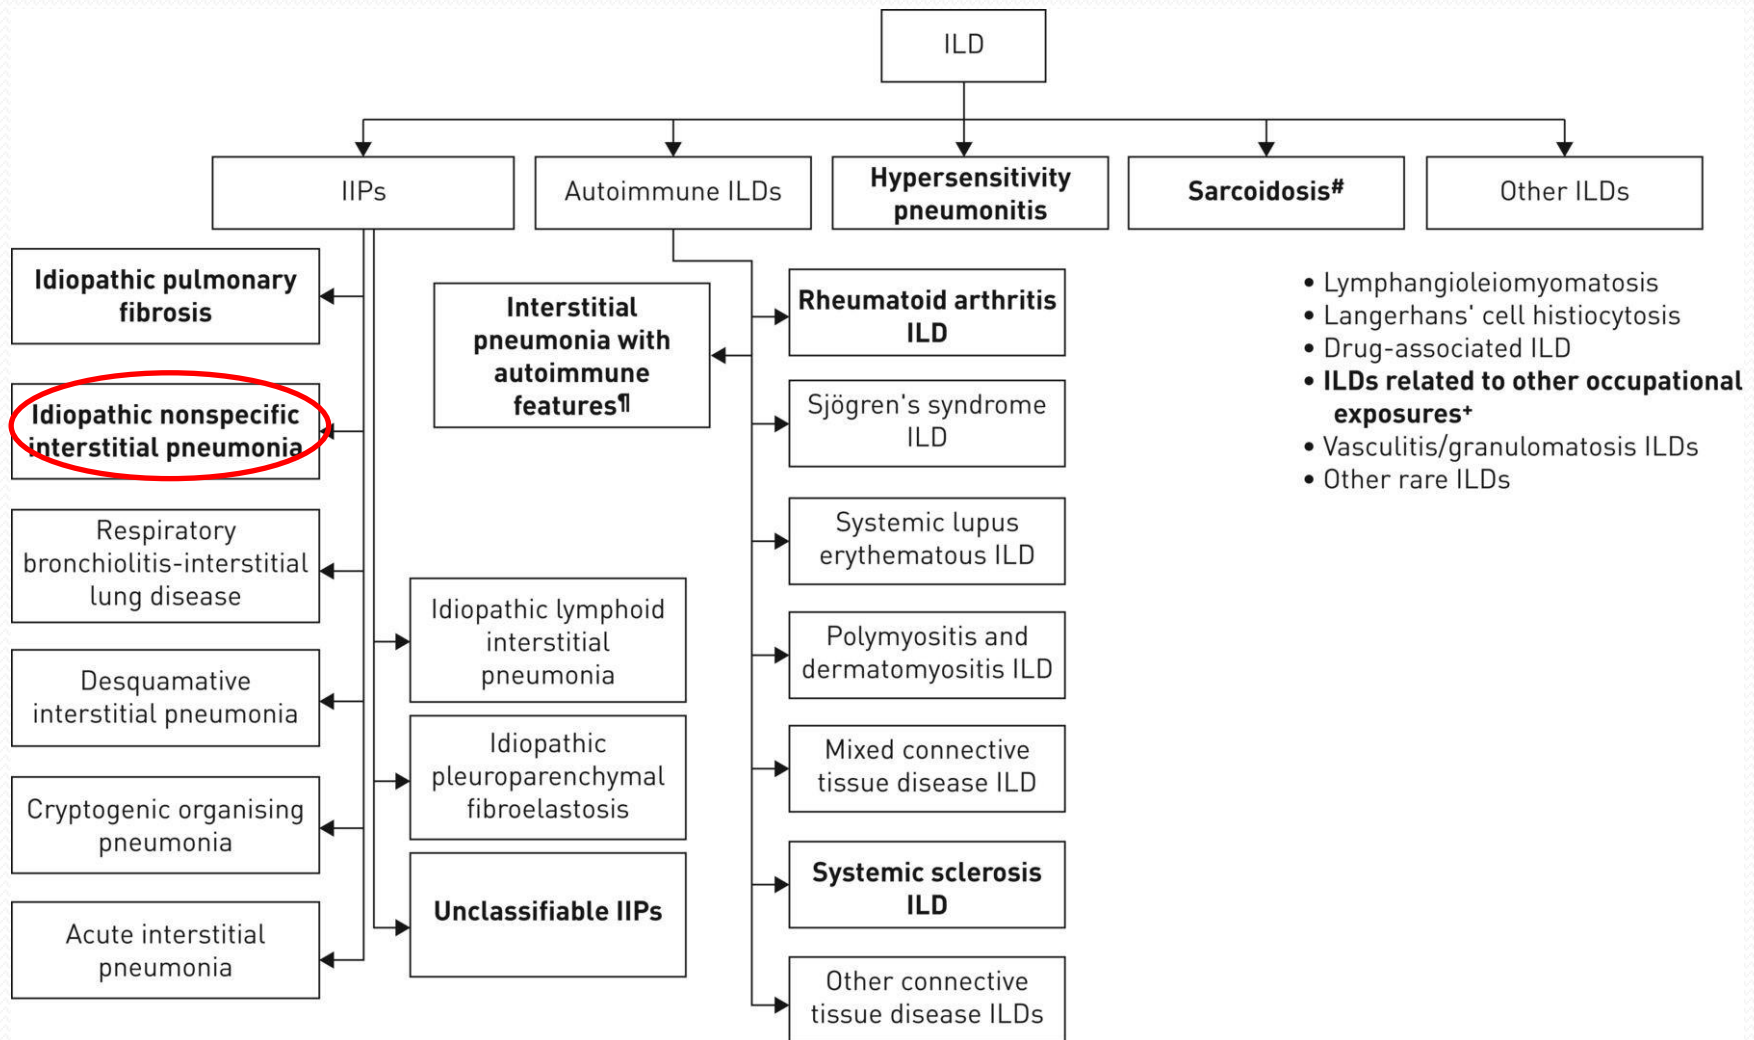 ILD
IIPs
Autoimmune ILDs
Hypersensitivity
pneumonitis
Sarcoidosis#
Other ILDs
Idiopathic pulmonary
fibrosis
Idiopathic nonspecific
interstitial pneumonia
Respiratory
bronchiolitis-interstitial
lung disease
Desquamative
interstitial pneumonia
Cryptogenic organising
pneumonia
Acute interstitial
pneumonia
Idiopathic lymphoid
interstitial
pneumonia
Idiopathic
pleuroparenchymal
fibroelastosis
Unclassifiable IIPs
Interstitial
pneumonia with
autoimmune
features¶
Rheumatoid arthritis
ILD
Sjögren's syndrome
ILD
Systemic lupus
erythematous ILD
Polymyositis and
dermatomyositis ILD
Mixed connective
tissue disease ILD
Systemic sclerosis
ILD
Other connective
tissue disease ILDs
• Lymphangioleiomyomatosis
• Langerhans' cell histiocytosis
• Drug-associated ILD
• ILDs related to other occupational
exposures+
• Vasculitis/granulomatosis ILDs
• Other rare ILDs